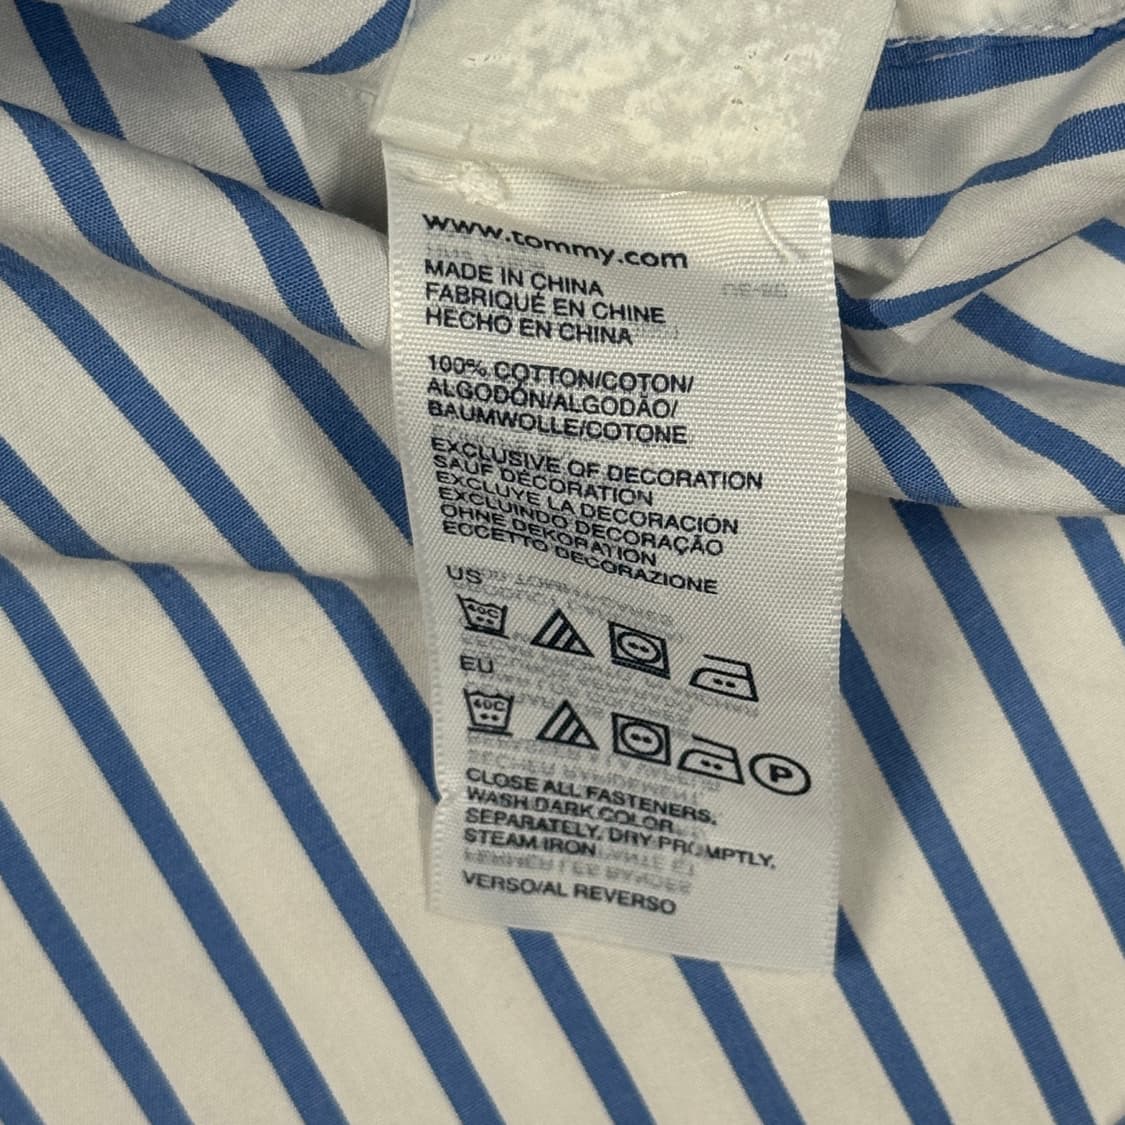 www.tommy.com
MADE IN CHINA
FABRIQUÉ EN CHINE
HECHO EN CHINA
100% COTTON/COTON/
ALGODÓN/ALGODÃO/
BAUMWOLLE/COTONE
EXCLUSIVE OF DECORATION
SAUF DÉCORATION
EXCLUYE LA DECORACIÓN
EXCLUINDO DECORAÇÃO
OHNE DEKORATION
ECCETTO DECORAZIONE
US
40C
EU
40C
P
CLOSE ALL FASTENERS.
WASH DARK COLOR
SEPARATELY. DRY PROMPTLY.
STEAM IRON
VERSO/AL REVERSO